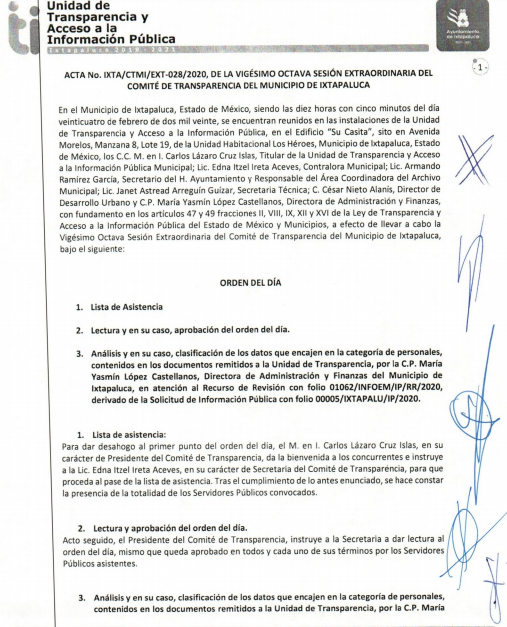 Unidad de
Transparencia y
Acceso a la
Información Pública
Ixtapaluca 2019 - 2021
Ayuntamiento
de Ixtapaluca
- 1 -
ACTA No. IXTA/CTMI/EXT-028/2020, DE LA VIGÉSIMO OCTAVA SESIÓN EXTRAORDINARIA DEL
COMITÉ DE TRANSPARENCIA DEL MUNICIPIO DE IXTAPALUCA
En el Municipio de Ixtapaluca, Estado de México, siendo las diez horas con cinco minutos del día
veinticuatro de febrero de dos mil veinte, se encuentran reunidos en las instalaciones de la Unidad
de Transparencia y Acceso a la Información Pública, en el Edificio "Su Casita", sito en Avenida
Morelos, Manzana 8, Lote 19, de la Unidad Habitacional Los Héroes, Municipio de Ixtapaluca, Estado
de México, los C.C. M. en I. Carlos Lázaro Cruz Islas, Titular de la Unidad de Transparencia y Acceso
a la Información Pública Municipal; Lic. Edna Itzel Ireta Aceves, Contralora Municipal; Lic. Armando
Ramírez García, Secretario del H. Ayuntamiento y Responsable del Área Coordinadora del Archivo
Municipal; Lic. Janet Astread Arreguín Guízar, Secretaria Técnica; C. César Nieto Alanís, Director de
Desarrollo Urbano y C.P. María Yasmín López Castellanos, Directora de Administración y Finanzas,
con fundamento en los artículos 47 y 49 fracciones II, VIII, IX, XII y XVI de la Ley de Transparencia y
Acceso a la Información Pública del Estado de México y Municipios, a efecto de llevar a cabo la
Vigésimo Octava Sesión Extraordinaria del Comité de Transparencia del Municipio de Ixtapaluca,
bajo el siguiente:
ORDEN DEL DÍA
1. Lista de Asistencia
2. Lectura y en su caso, aprobación del orden del día.
3. Análisis y en su caso, clasificación de los datos que encajen en la categoría de personales,
contenidos en los documentos remitidos a la Unidad de Transparencia, por la C.P. María
Yasmín López Castellanos, Directora de Administración y Finanzas del Municipio de
Ixtapaluca, en atención al Recurso de Revisión con folio 01062/INFOEM/IP/RR/2020,
derivado de la Solicitud de Información Pública con folio 00005/IXTAPALU/IP/2020.
1. Lista de asistencia:
Para dar desahogo al primer punto del orden del día, el M. en I. Carlos Lázaro Cruz Islas, en su
carácter de Presidente del Comité de Transparencia, da la bienvenida a los concurrentes e instruye
a la Lic. Edna Itzel Ireta Aceves, en su carácter de Secretaria del Comité de Transparencia, para que
proceda al pase de la lista de asistencia. Tras el cumplimiento de lo antes enunciado, se hace constar
la presencia de la totalidad de los Servidores Públicos convocados.
2. Lectura y aprobación del orden del día.
Acto seguido, el Presidente del Comité de Transparencia, instruye a la Secretaria a dar lectura al
orden del día, mismo que queda aprobado en todos y cada uno de sus términos por los Servidores
Públicos asistentes.
3. Análisis y en su caso, clasificación de los datos que encajen en la categoría de personales,
contenidos en los documentos remitidos a la Unidad de Transparencia, por la C.P. María